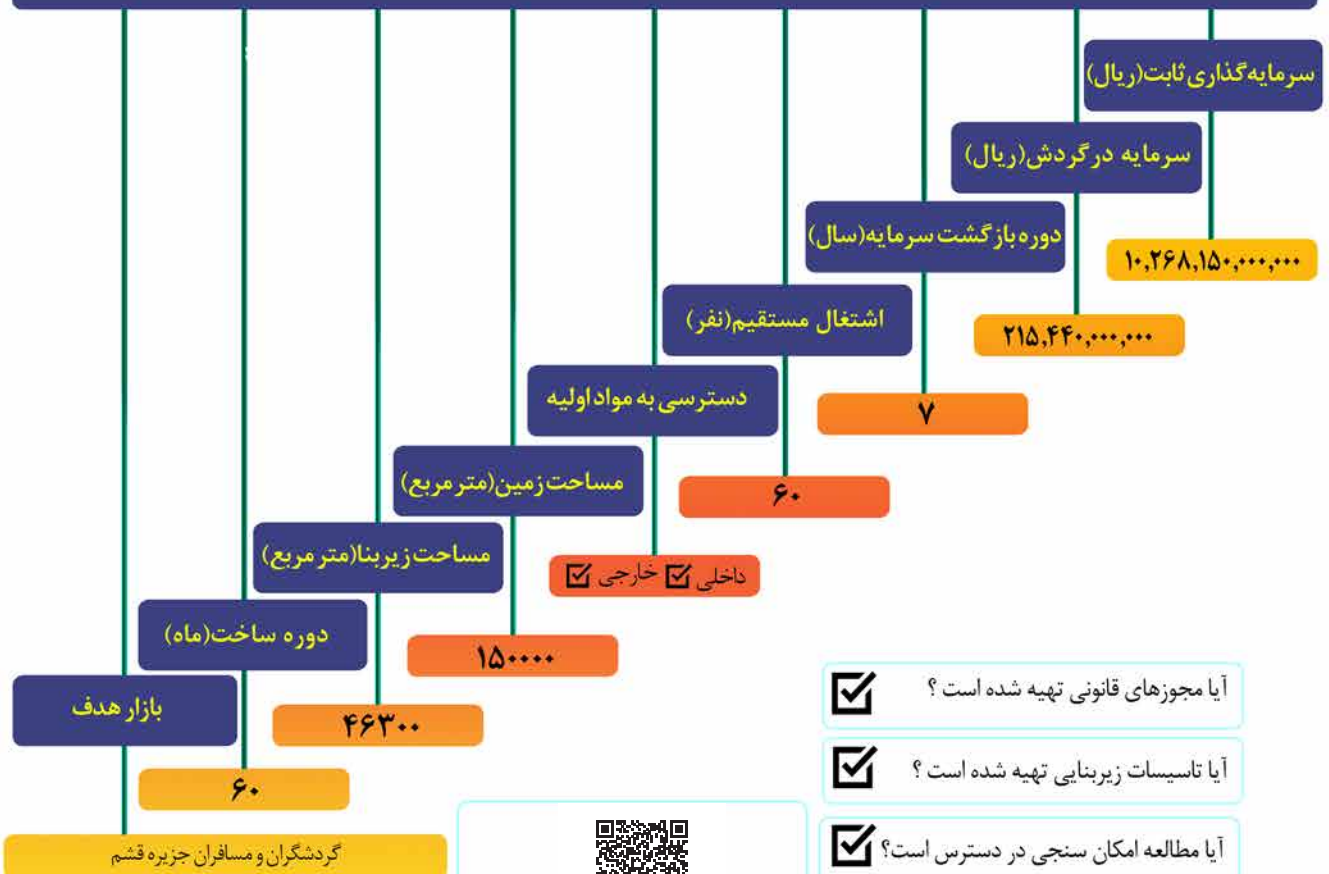 سرمایه‌گذاری ثابت(ریال)
۱۰,۲۶۸,۱۵۰,۰۰۰,۰۰۰
سرمایه در گردش(ریال)
۲۱۵,۴۴۰,۰۰۰,۰۰۰
دوره بازگشت سرمایه(سال)
۷
اشتغال مستقیم(نفر)
۶۰
دسترسی به مواد اولیه
داخلی ☑ خارجی ☑
مساحت زمین(متر مربع)
۱۵۰۰۰۰
مساحت زیربنا(متر مربع)
۴۶۳۰۰
دوره ساخت(ماه)
۶۰
بازار هدف
گردشگران و مسافران جزیره قشم
آیا مجوزهای قانونی تهیه شده است ؟ ☑
آیا تاسیسات زیربنایی تهیه شده است ؟ ☑
آیا مطالعه امکان سنجی در دسترس است؟ ☑